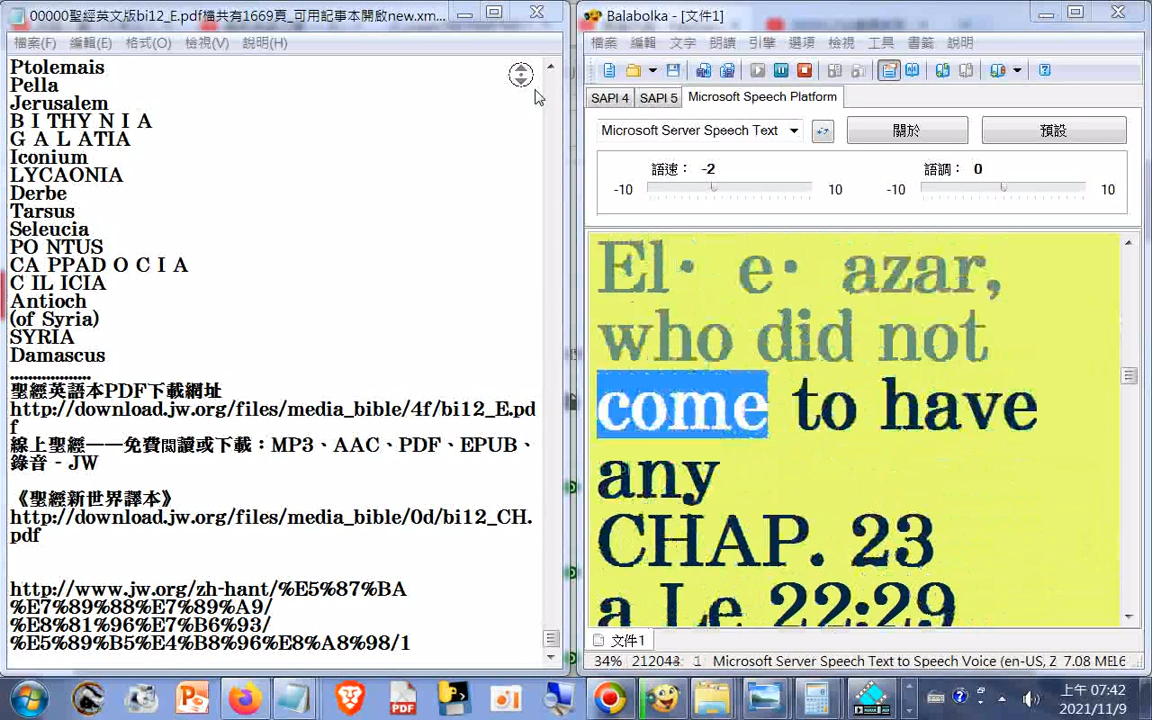 00000聖經英文版bi12_E.pdf檔共有1669頁_可用記事本開啟new.xm...
檔案(F) 編輯(E) 格式(O) 檢視(V) 說明(H)
Ptolemais
Pella
Jerusalem
B I THY N I A
G A L ATIA
Iconium
LYCAONIA
Derbe
Tarsus
Seleucia
PO NTUS
CA PPAD O C I A
C IL ICIA
Antioch
(of Syria)
SYRIA
Damascus
..................
聖經英語本PDF下載網址
http://download.jw.org/files/media_bible/4f/bi12_E.pd
f
線上聖經——免費閱讀或下載：MP3、AAC、PDF、EPUB、
錄音 - JW
《聖經新世界譯本》
http://download.jw.org/files/media_bible/0d/bi12_CH.
pdf
http://www.jw.org/zh-hant/%E5%87%BA
%E7%89%88%E7%89%A9/
%E8%81%96%E7%B6%93/
%E5%89%B5%E4%B8%96%E8%A8%98/1
Balabolka - [文件1]
檔案 編輯 文字 朗讀 引擎 選項 檢視 工具 書籤 說明
SAPI 4 SAPI 5 Microsoft Speech Platform
Microsoft Server Speech Text 關於 預設
語速： -2 語調： 0
-10 10 -10 10
El· e· azar,
who did not
come to have
any
CHAP. 23
a Le 22:29
文件1
34% 212043: 1 Microsoft Server Speech Text to Speech Voice (en-US, Z 7.08 ME
PDF
上午 07:42
2021/11/9